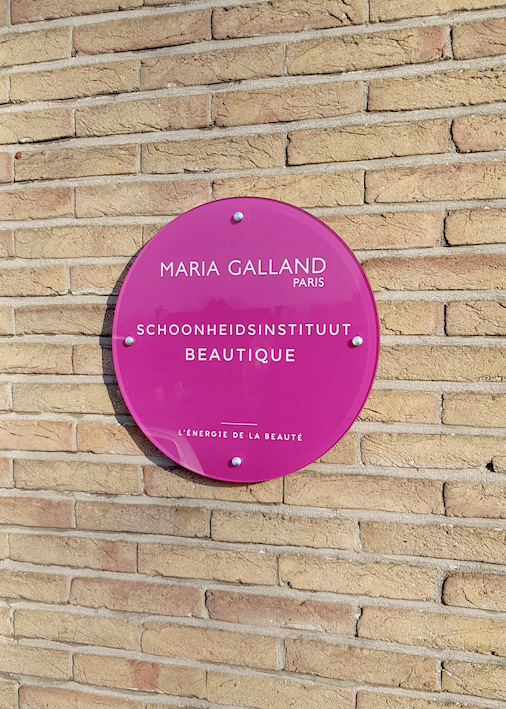 MARIA GALLAND
PARIS
SCHOONHEIDSINSTITUUT
BEAUTIQUE
L'ÉNERGIE DE LA BEAUTÉ